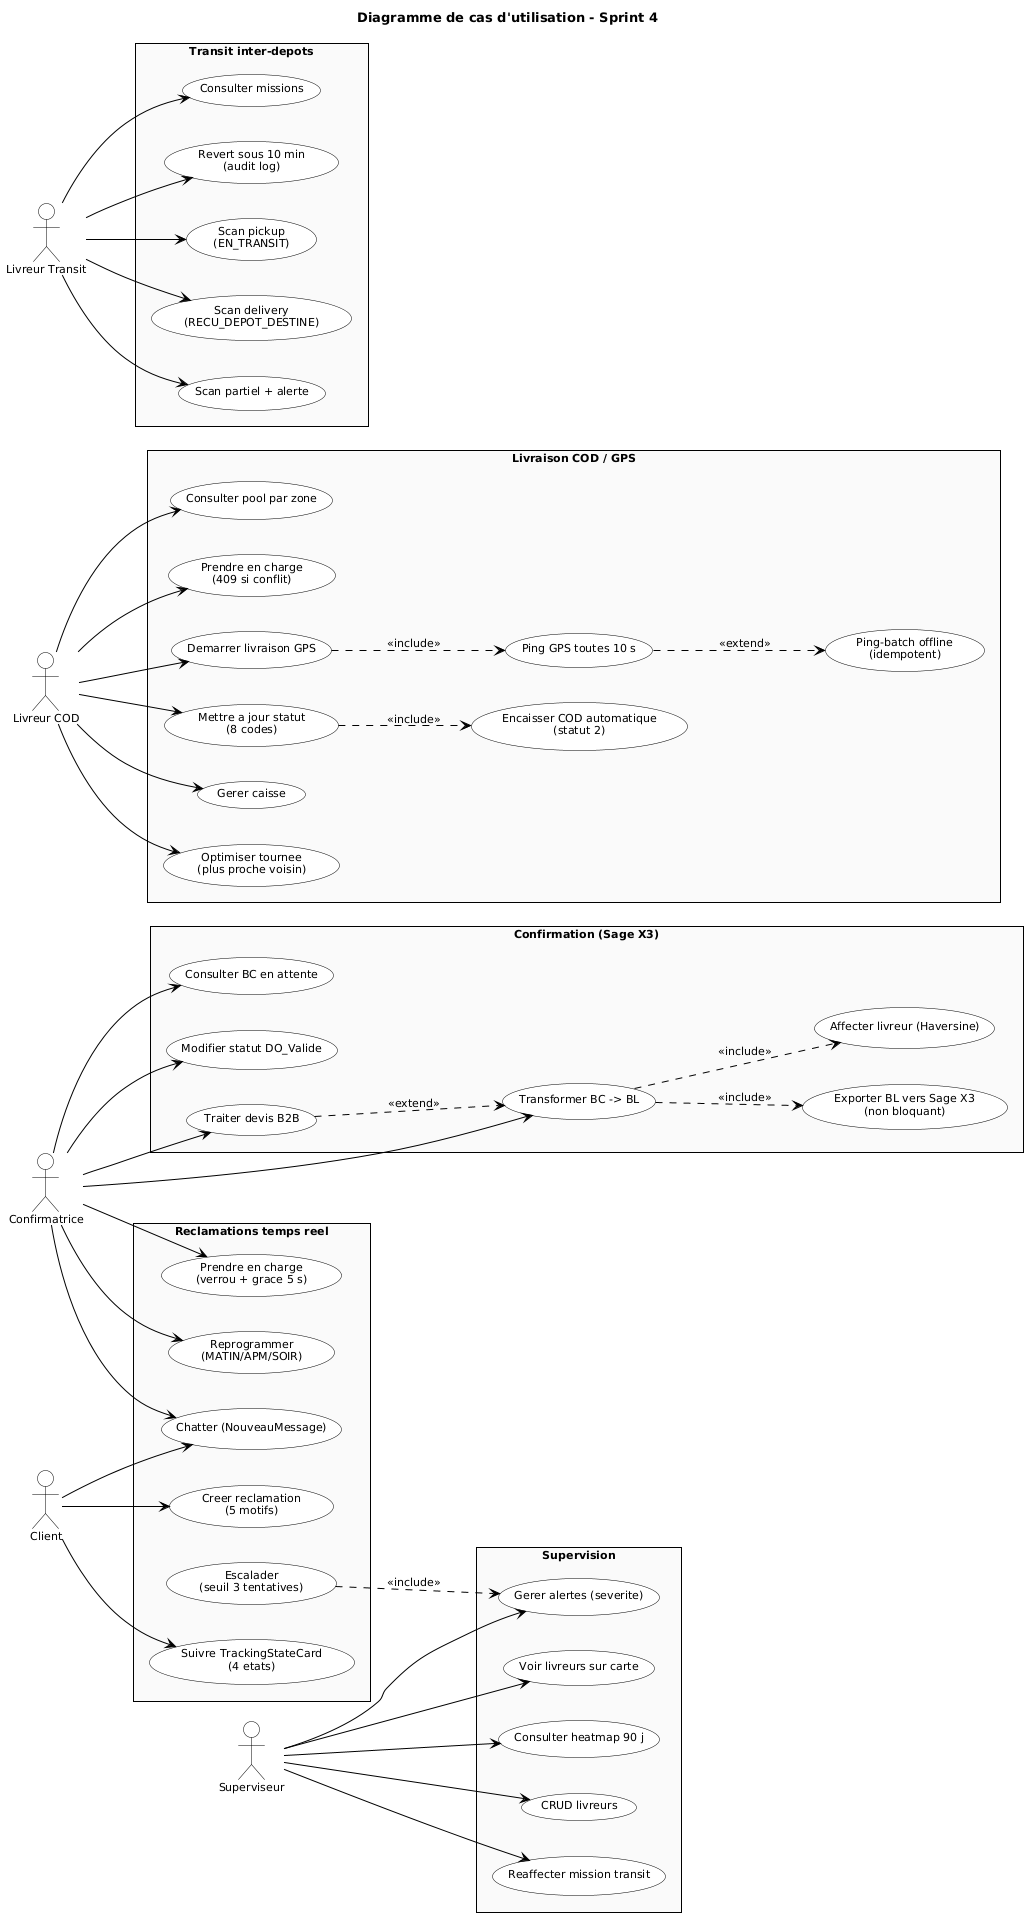 Diagramme de cas d'utilisation - Sprint 4
Transit inter-depots
Consulter missions
Revert sous 10 min
(audit log)
Scan pickup
(EN_TRANSIT)
Livreur Transit
Scan delivery
(RECU_DEPOT_DESTINE)
Scan partiel + alerte
Livraison COD / GPS
Consulter pool par zone
Prendre en charge
(409 si conflit)
Demarrer livraison GPS
«include»
Ping GPS toutes 10 s
«extend»
Ping-batch offline
(idempotent)
Livreur COD
Mettre a jour statut
(8 codes)
«include»
Encaisser COD automatique
(statut 2)
Gerer caisse
Optimiser tournee
(plus proche voisin)
Confirmation (Sage X3)
Consulter BC en attente
Modifier statut DO_Valide
Affecter livreur (Haversine)
«include»
Traiter devis B2B
«extend»
Transformer BC -> BL
«include»
Exporter BL vers Sage X3
(non bloquant)
Confirmatrice
Reclamations temps reel
Prendre en charge
(verrou + grace 5 s)
Reprogrammer
(MATIN/APM/SOIR)
Chatter (NouveauMessage)
Creer reclamation
(5 motifs)
Client
Escalader
(seuil 3 tentatives)
«include»
Suivre TrackingStateCard
(4 etats)
Supervision
Gerer alertes (severite)
Voir livreurs sur carte
Consulter heatmap 90 j
Superviseur
CRUD livreurs
Reaffecter mission transit